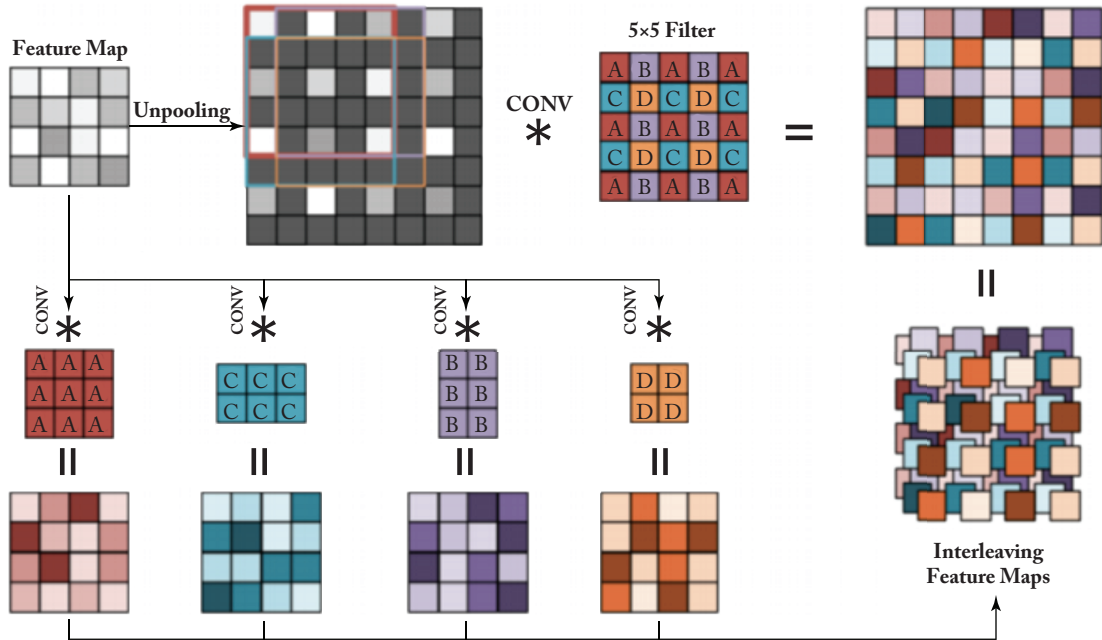 Feature Map
Unpooling
CONV
*
5×5 Filter
A B A B A
C D C D C
A B A B A
C D C D C
A B A B A
=
CONV
*
A A A
A A A
A A A
=
CONV
*
C C C
C C C
=
CONV
*
B B
B B
B B
=
CONV
*
D D
D D
=
=
Interleaving
Feature Maps